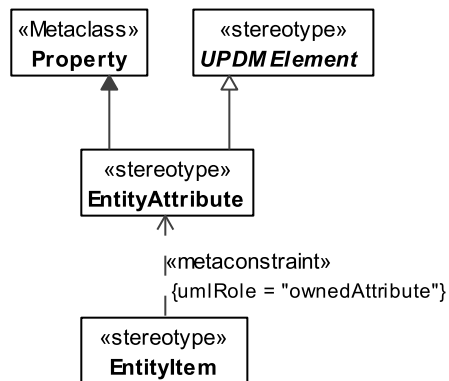 «Metaclass»
Property
«stereotype»
UPDMElement
«stereotype»
EntityAttribute
«metaconstraint»
{umlRole = "ownedAttribute"}
«stereotype»
EntityItem